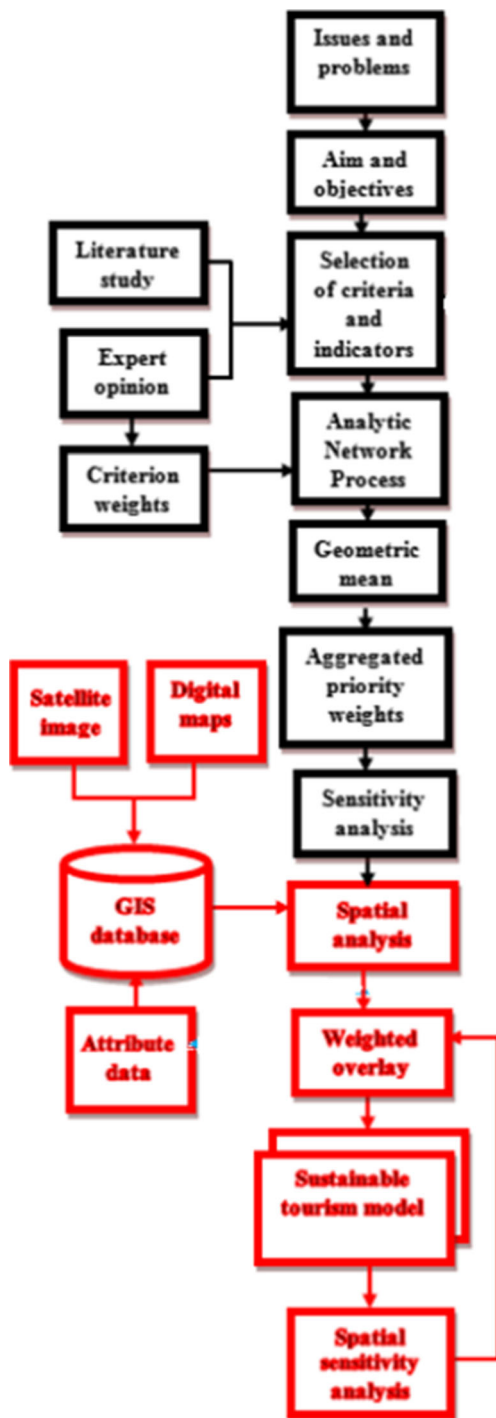 Issues and
problems
Aim and
objectives
Literature
study
Selection
of criteria
and
indicators
Expert
opinion
Criterion
weights
Analytic
Network
Process
Geometric
mean
Aggregated
priority
weights
Satellite
image
Digital
maps
Sensitivity
analysis
GIS
database
Spatial
analysis
Attribute
data
Weighted
overlay
Sustainable
tourism model
Spatial
sensitivity
analysis